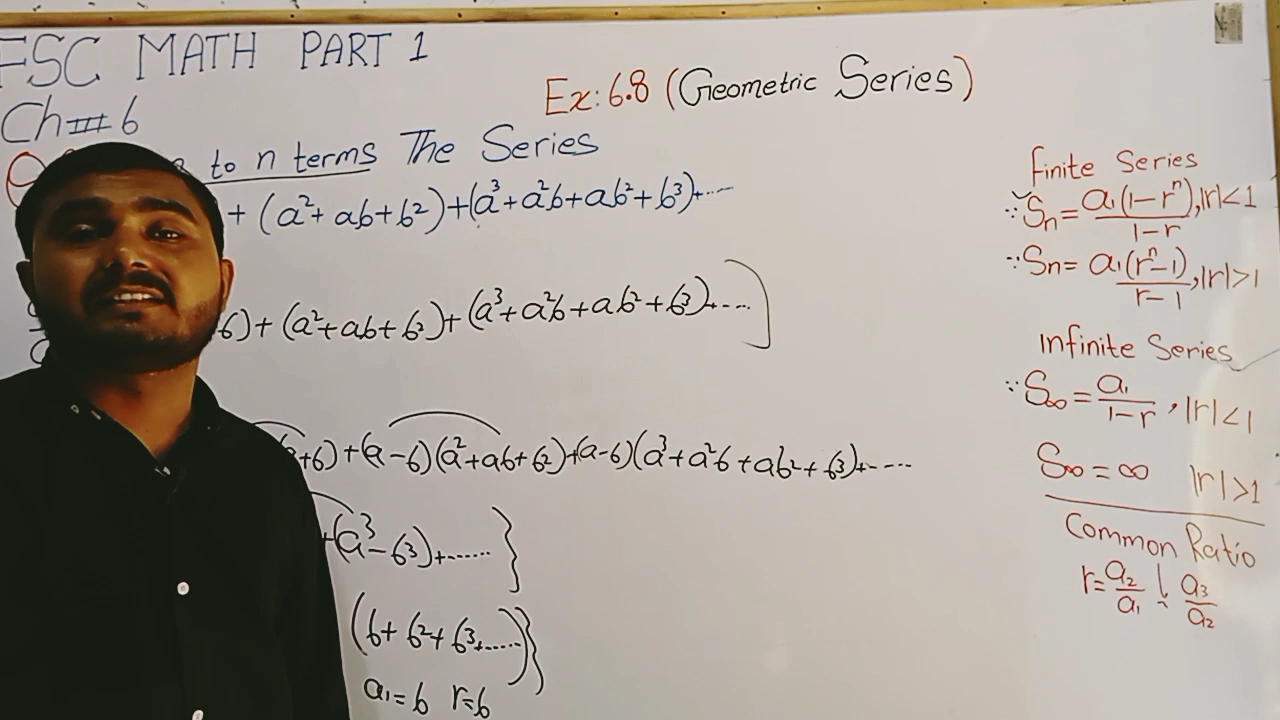 FSC MATH PART 1
Ex: 6.8 (Geometric Series)
Ch# 6
to n terms The Series
+ (a²+ ab + b²) + (a³ + a²b + ab² + b³)+....
b) + (a² + ab + b²) + (a³ + a²b + ab² + b³)+....]
+b) + (a - b)(a² + ab + b²) + (a - b)(a³ + a²b + ab² + b³)+....
+(a³ - b³)+......}
(b + b² + b³+.....)}
a₁ = b r = b
finite Series
∵ Sₙ = a₁(1 - rⁿ)/1 - r, |r| < 1
∵ Sₙ = a₁(rⁿ - 1)/r - 1, |r| > 1
Infinite Series
∵ S∞ = a₁/1 - r, |r| < 1
S∞ = ∞ |r| > 1
Common Ratio
r = a₂/a₁ a₃/a₂